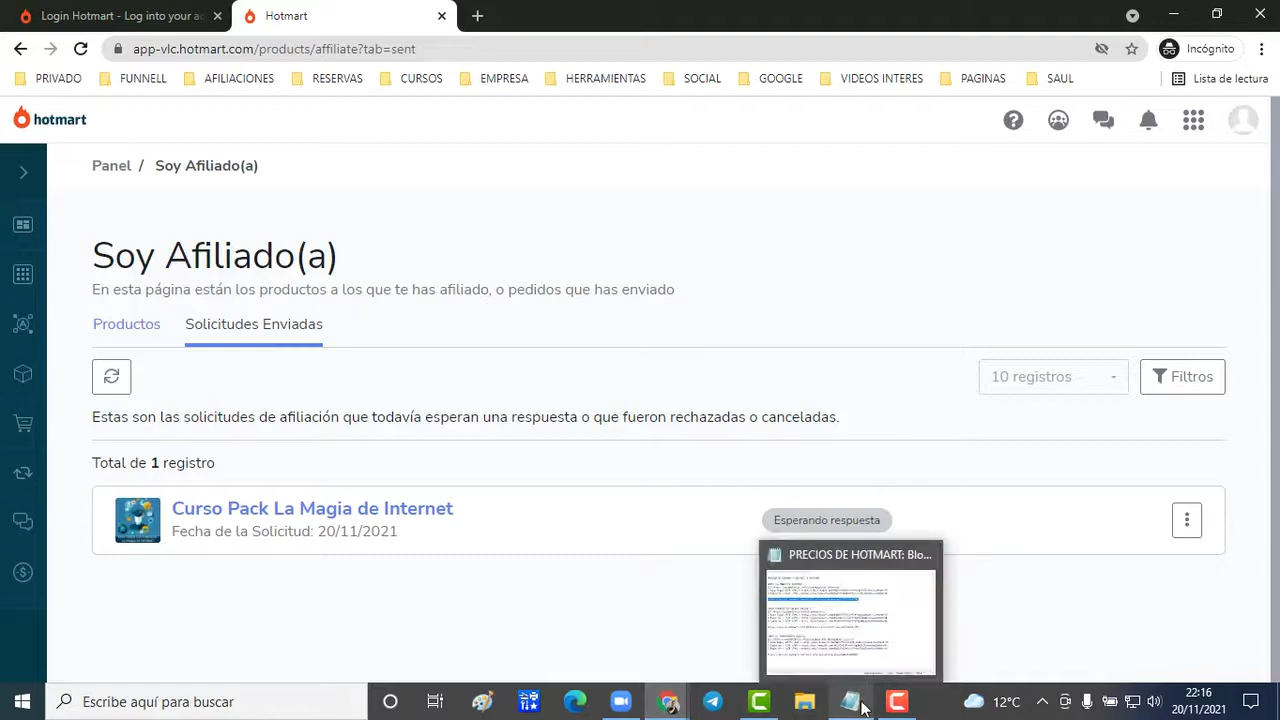 Login Hotmart - Log into your ac
Hotmart
app-vlc.hotmart.com/products/affiliate?tab=sent
Incógnito
PRIVADO
FUNNELL
AFILIACIONES
RESERVAS
CURSOS
EMPRESA
HERRAMIENTAS
SOCIAL
GOOGLE
VIDEOS INTERES
PAGINAS
SAUL
Lista de lectura
hotmart
Panel / Soy Afiliado(a)
Soy Afiliado(a)
En esta página están los productos a los que te has afiliado, o pedidos que has enviado
Productos
Solicitudes Enviadas
10 registros
Filtros
Estas son las solicitudes de afiliación que todavía esperan una respuesta o que fueron rechazadas o canceladas.
Total de 1 registro
Curso Pack La Magia de Internet
Fecha de la Solicitud: 20/11/2021
Esperando respuesta
PRECIOS DE HOTMART: Blo...
Escribe aquí para buscar
12°C
22:16
20/11/2021